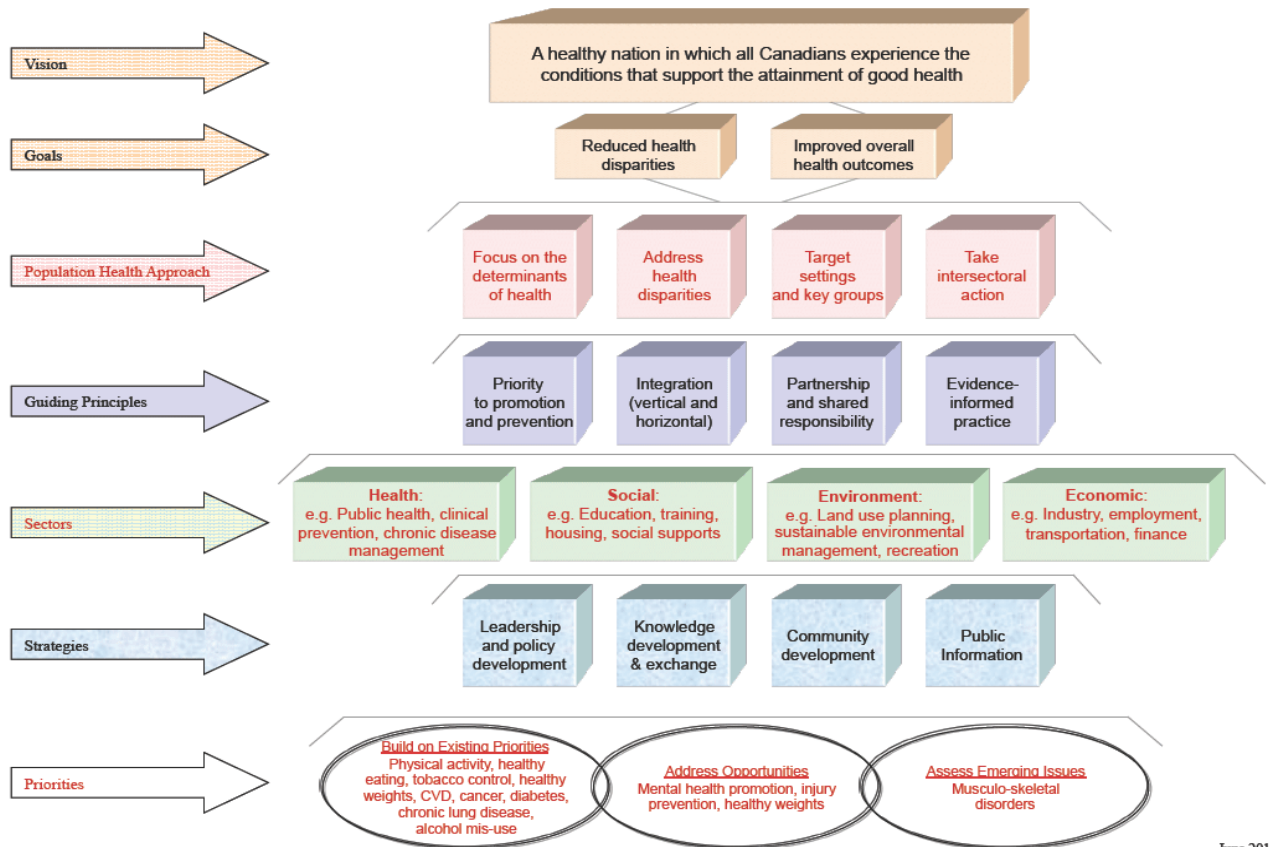 Vision
A healthy nation in which all Canadians experience the
conditions that support the attainment of good health
Goals
Reduced health
disparities
Improved overall
health outcomes
Population Health Approach
Focus on the
determinants
of health
Address
health
disparities
Target
settings
and key groups
Take
intersectoral
action
Guiding Principles
Priority
to promotion
and prevention
Integration
(vertical and
horizontal)
Partnership
and shared
responsibility
Evidence-
informed
practice
Sectors
Health:
e.g. Public health, clinical
prevention, chronic disease
management
Social:
e.g. Education, training,
housing, social supports
Environment:
e.g. Land use planning,
sustainable environmental
management, recreation
Economic:
e.g. Industry, employment,
transportation, finance
Strategies
Leadership
and policy
development
Knowledge
development
& exchange
Community
development
Public
Information
Priorities
Build on Existing Priorities
Physical activity, healthy
eating, tobacco control, healthy
weights, CVD, cancer, diabetes,
chronic lung disease,
alcohol mis-use
Address Opportunities
Mental health promotion, injury
prevention, healthy weights
Assess Emerging Issues
Musculo-skeletal
disorders